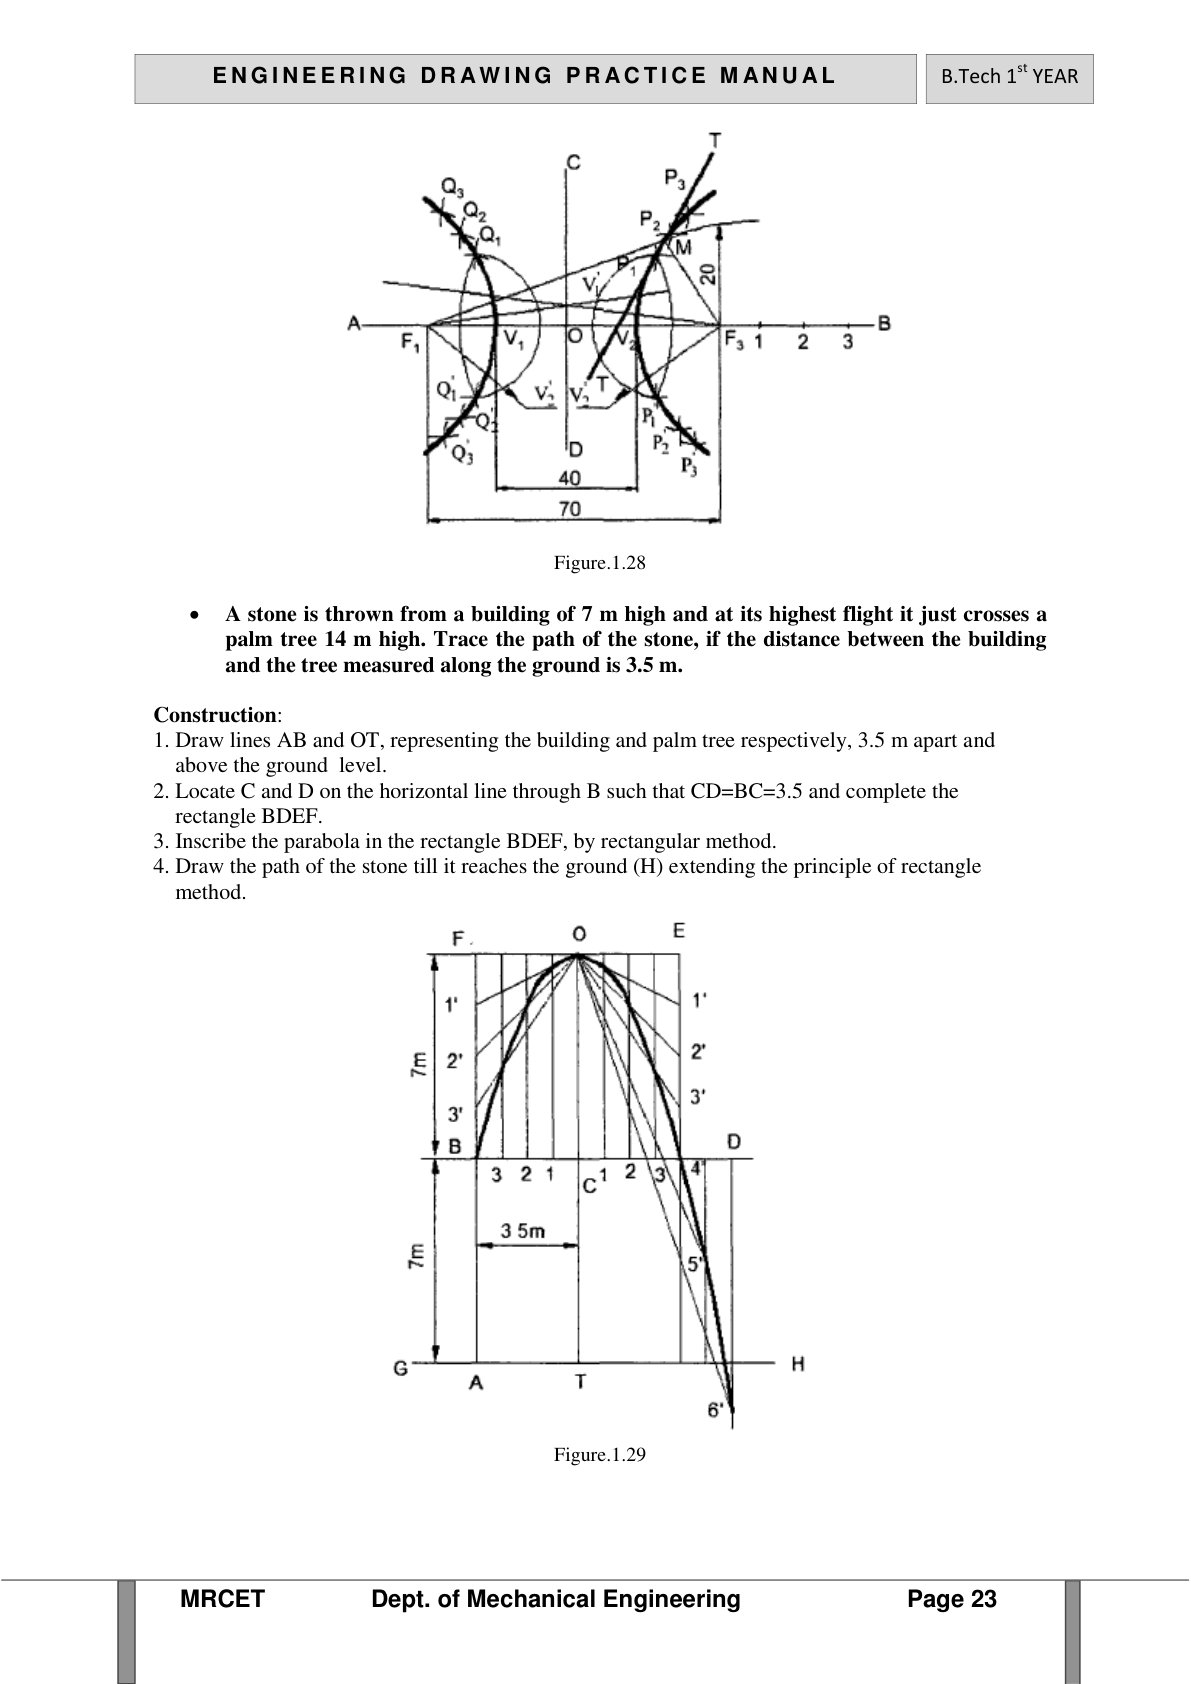 ENGINEERING DRAWING PRACTICE MANUAL
B.Tech 1st YEAR
T
C
P3
Q3
Q2
P2
Q1
M
P1
20
V1'
A
B
F1
V1
O
V2
F3 1 2 3
T
Q1'
V2' V2'
Q2'
P1'
P2'
Q3'
D
P3'
40
70
Figure.1.28
• A stone is thrown from a building of 7 m high and at its highest flight it just crosses a
palm tree 14 m high. Trace the path of the stone, if the distance between the building
and the tree measured along the ground is 3.5 m.
Construction:
1. Draw lines AB and OT, representing the building and palm tree respectively, 3.5 m apart and
above the ground level.
2. Locate C and D on the horizontal line through B such that CD=BC=3.5 and complete the
rectangle BDEF.
3. Inscribe the parabola in the rectangle BDEF, by rectangular method.
4. Draw the path of the stone till it reaches the ground (H) extending the principle of rectangle
method.
F O E
1' 1'
7m 2' 2'
3' 3'
B D
3 2 1 C 1 2 3 4'
3 5m
7m 5'
G H
A T
6'
Figure.1.29
MRCET Dept. of Mechanical Engineering Page 23